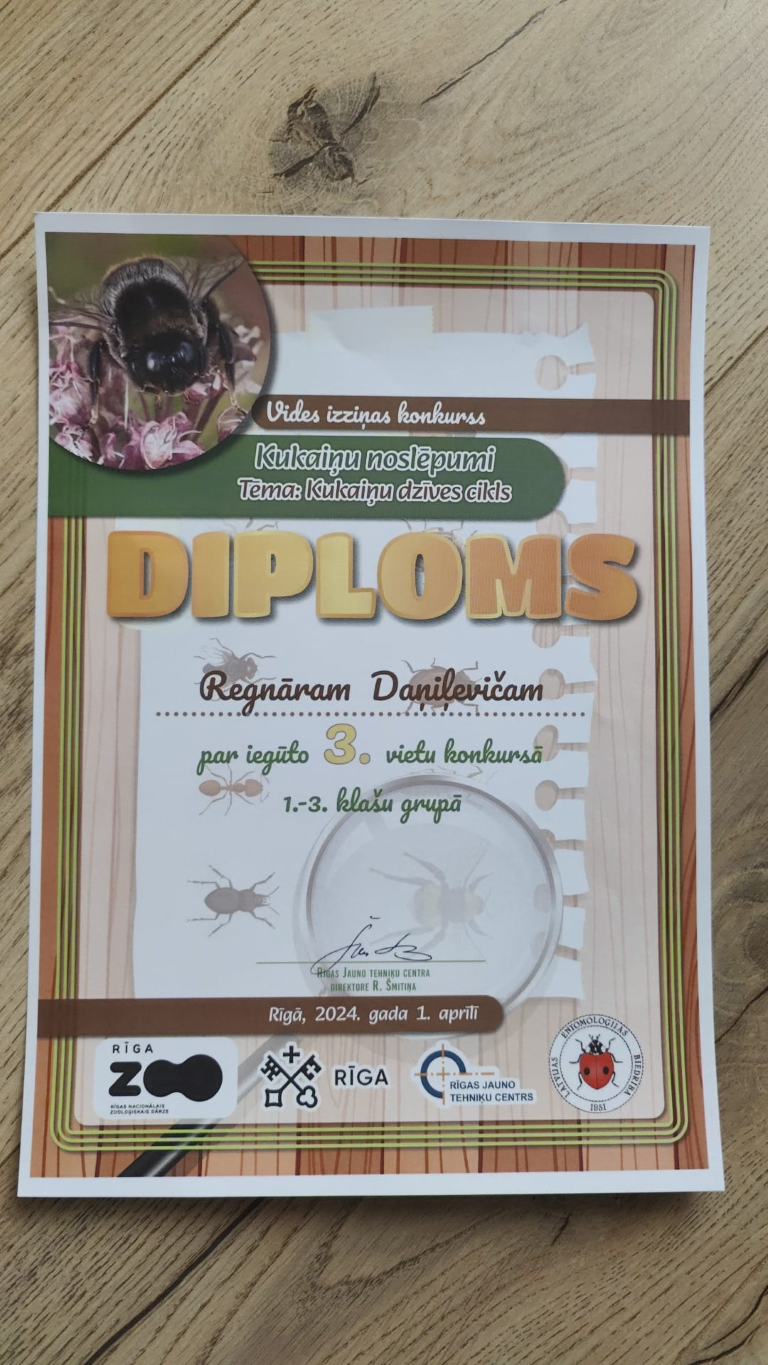 Vides izziņas konkurss
Kukaiņu noslēpumi
Tēma: Kukaiņu dzīves cikls
DIPLOMS
Regnāram Daņiļevičam
par iegūto 3. vietu konkursā
1.-3. klašu grupā
Rīgas Jauno tehniķu centra
direktore R. Šmitiņa
Rīgā, 2024. gada 1. aprīlī
RĪGA
ZOO
RĪGAS NACIONĀLAIS
ZOOLOĢISKAIS DĀRZS
RĪGA
RĪGAS JAUNO
TEHNIĶU CENTRS
LATVIJAS ENTOMOLOĢIJAS BIEDRĪBA
1951